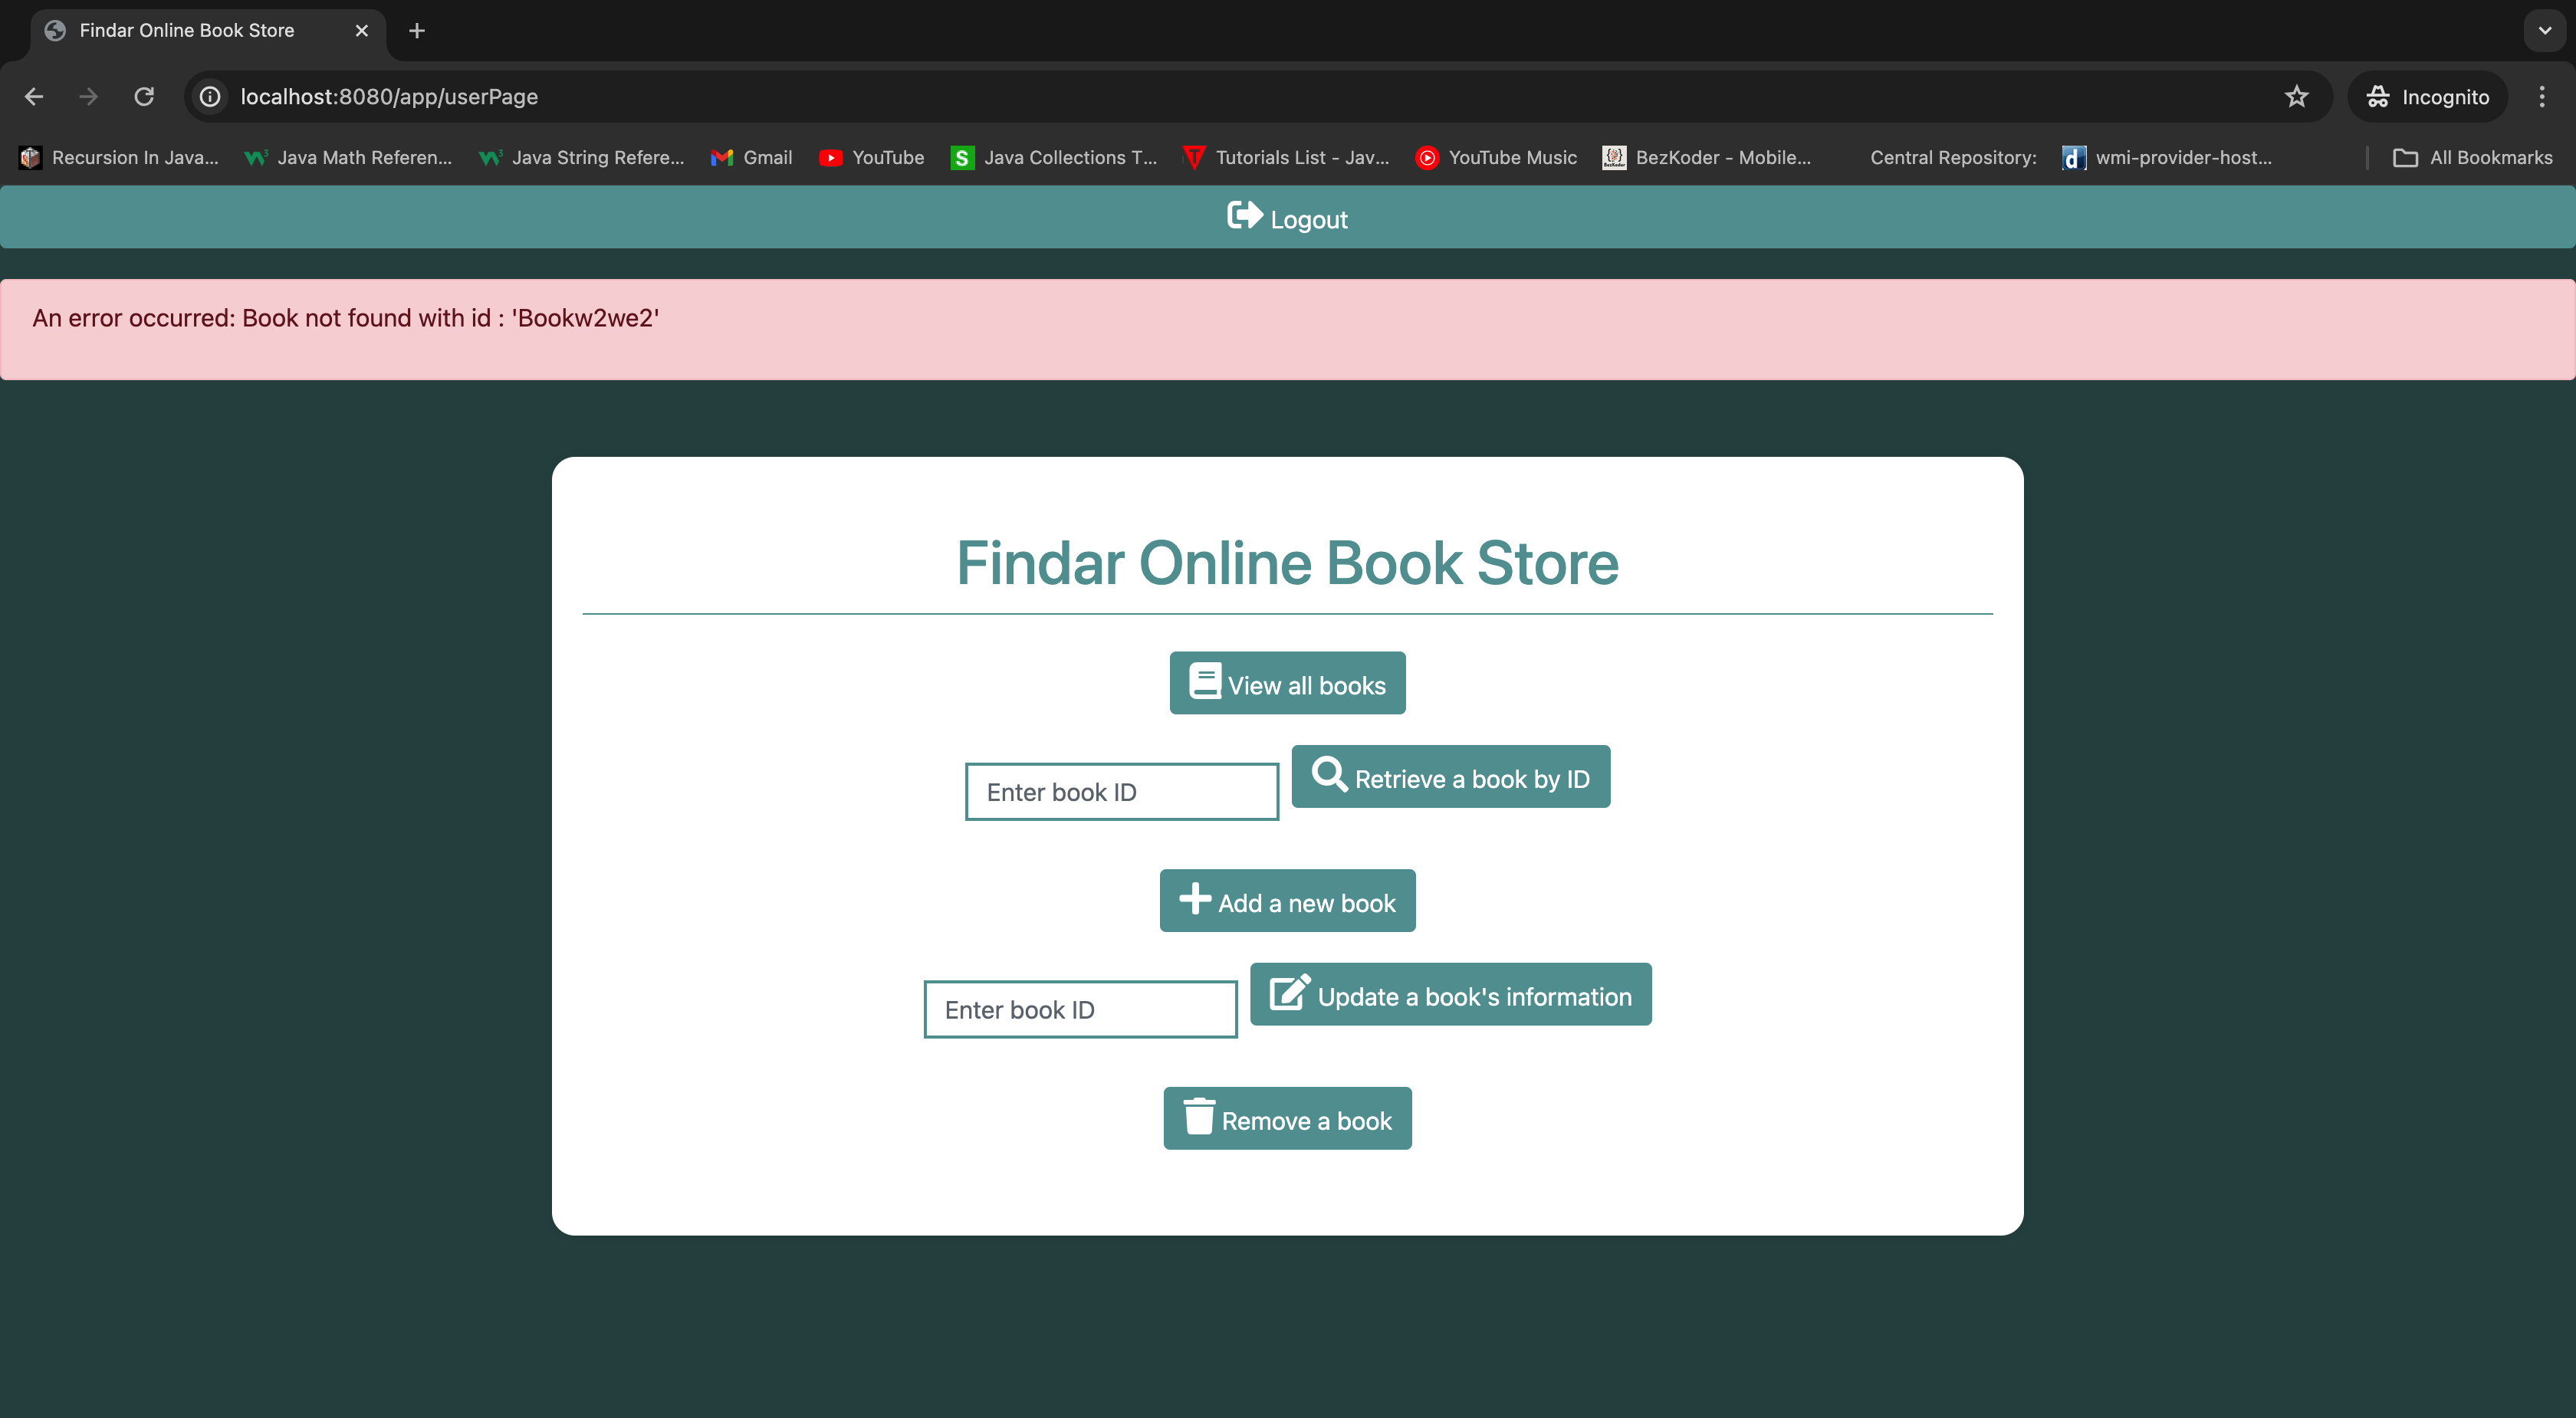 Findar Online Book Store
localhost:8080/app/userPage
Incognito
Recursion In Java...
Java Math Referen...
Java String Refere...
Gmail
YouTube
Java Collections T...
Tutorials List - Jav...
YouTube Music
BezKoder - Mobile...
Central Repository:
wmi-provider-host...
All Bookmarks
Logout
An error occurred: Book not found with id : 'Bookw2we2'
Findar Online Book Store
View all books
Enter book ID
Retrieve a book by ID
Add a new book
Enter book ID
Update a book's information
Remove a book